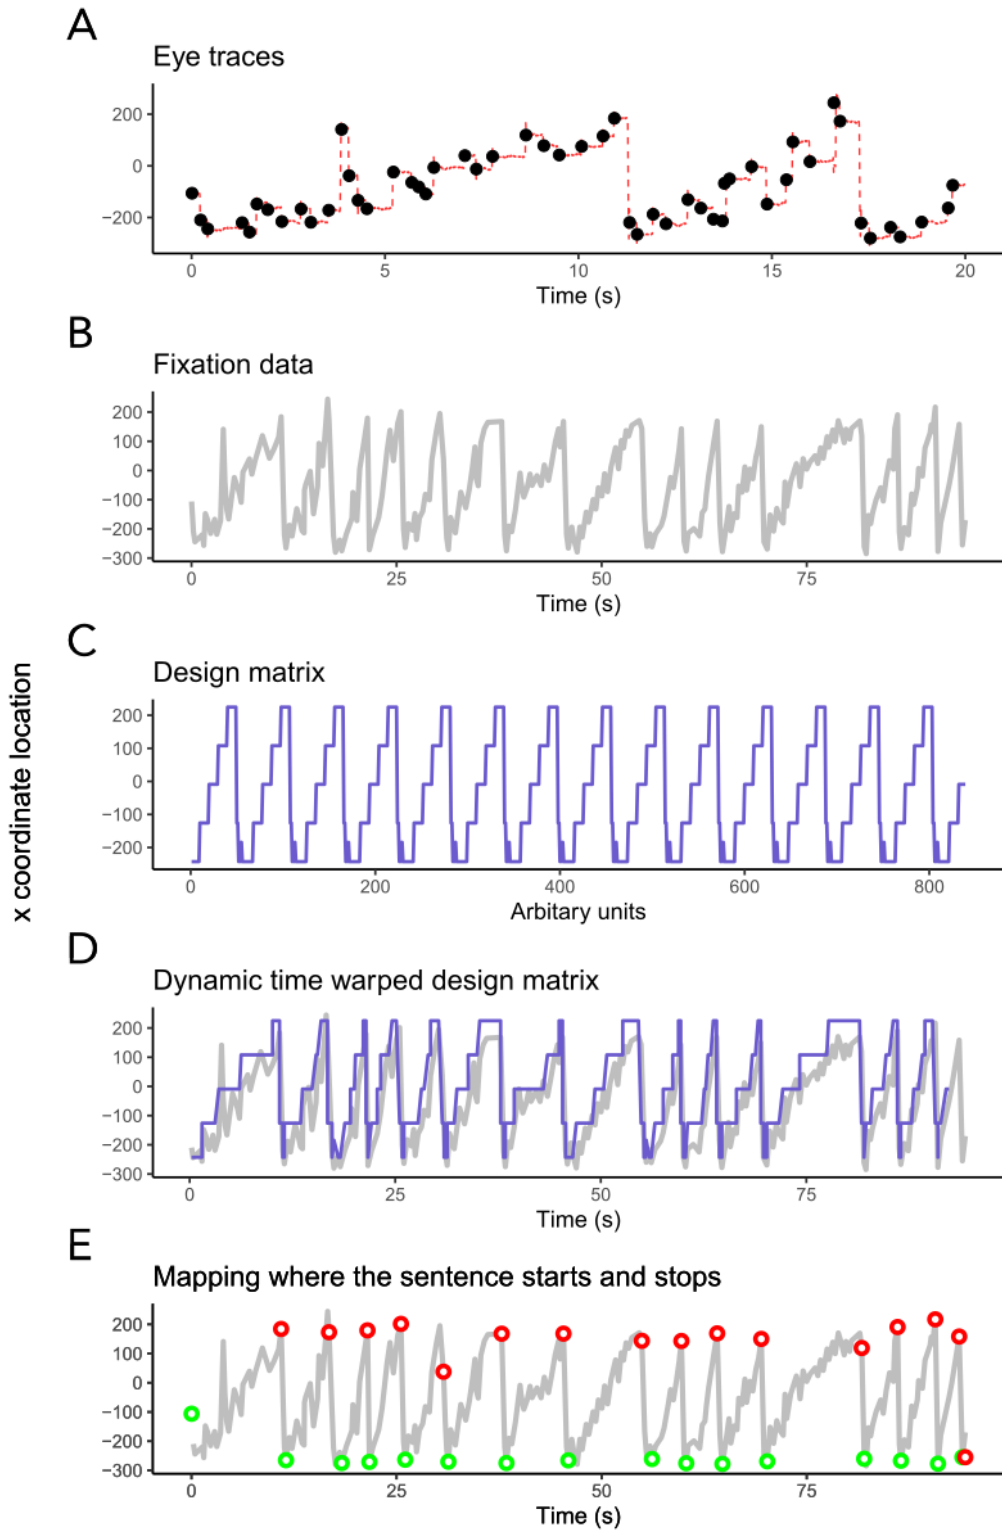 A
Eye traces
200
0
−200
0 5 10 15 20
Time (s)
B
Fixation data
200
100
0
−100
−200
−300
0 25 50 75
Time (s)
C
Design matrix
200
100
0
−100
−200
0 200 400 600 800
Arbitary units
x coordinate location
D
Dynamic time warped design matrix
200
100
0
−100
−200
−300
0 25 50 75
Time (s)
E
Mapping where the sentence starts and stops
200
100
0
−100
−200
−300
0 25 50 75
Time (s)